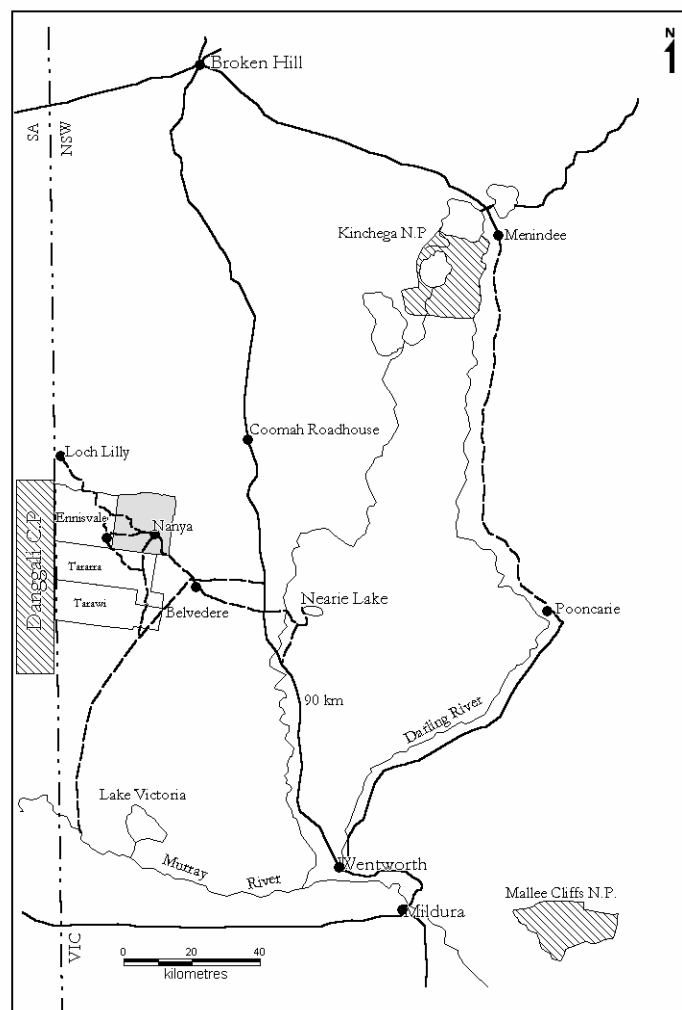 N
Broken Hill
SA
NSW
Kinchega N.P
Menindee
Coomah Roadhouse
Loch Lilly
Danggali C.P.
Ennisvale
Nanya
Tararra
Tarawi
Belvedere
Nearie Lake
Pooncarie
90 km
Darling River
Lake Victoria
Murray River
Wentworth
Mallee Cliffs N.P.
Mildura
VIC
0 20 40
kilometres